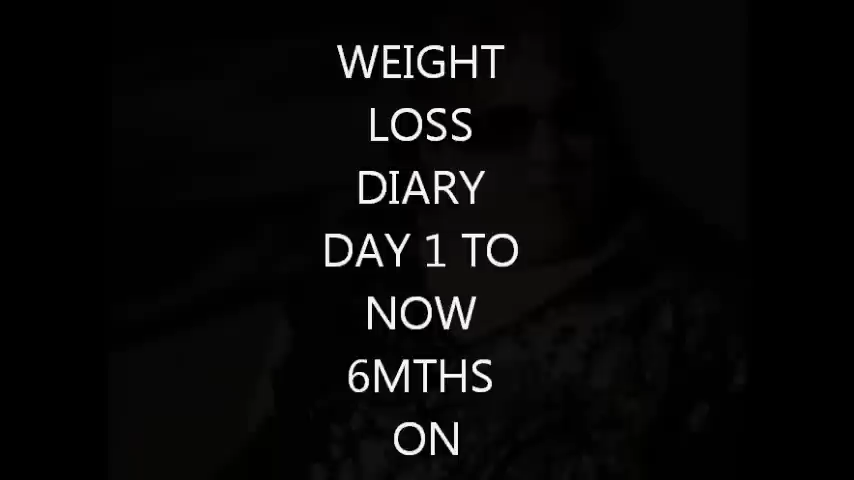 WEIGHT
LOSS
DIARY
DAY 1 TO
NOW
6MTHS
ON